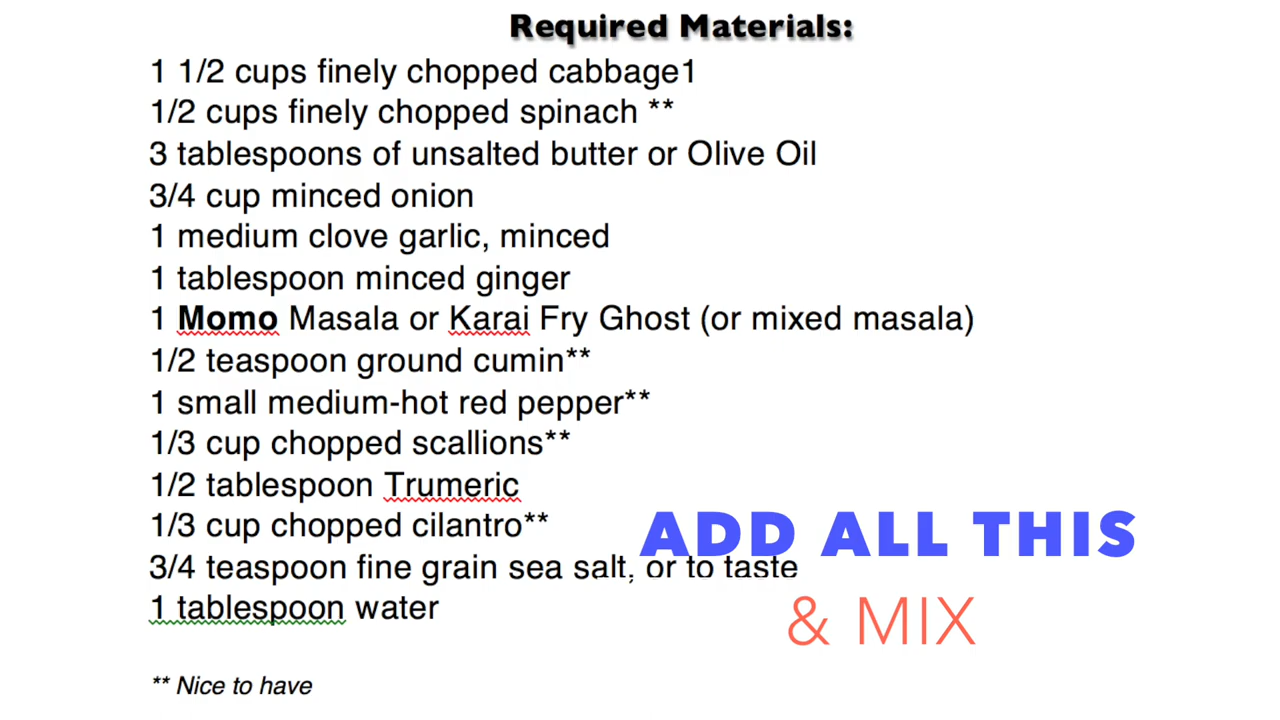 Required Materials:
1 1/2 cups finely chopped cabbage1
1/2 cups finely chopped spinach **
3 tablespoons of unsalted butter or Olive Oil
3/4 cup minced onion
1 medium clove garlic, minced
1 tablespoon minced ginger
1 Momo Masala or Karai Fry Ghost (or mixed masala)
1/2 teaspoon ground cumin**
1 small medium-hot red pepper**
1/3 cup chopped scallions**
1/2 tablespoon Trumeric
1/3 cup chopped cilantro**
ADD ALL THIS
3/4 teaspoon fine grain sea salt, or to taste
1 tablespoon water
& MIX
** Nice to have